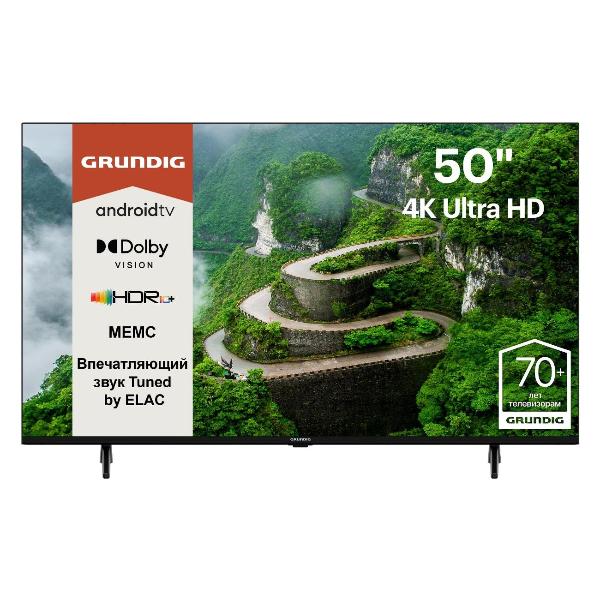 GRUNDIG
androidtv
Dolby
VISION
HDR10+
MEMC
Впечатляющий
звук Tuned
by ELAC
50"
4K Ultra HD
70+
лет
телевизорам
GRUNDIG
GRUNDIG